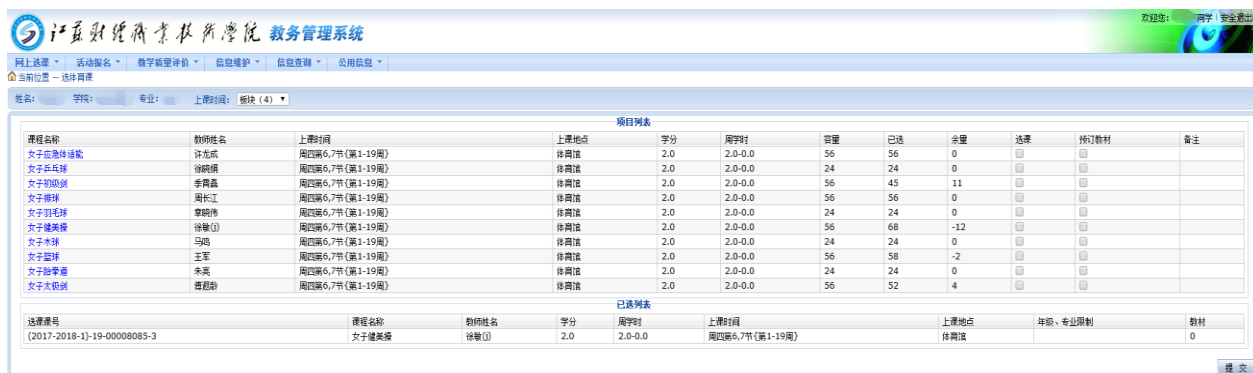 江苏财经职业技术学院 教务管理系统
欢迎您: 同学 | 安全退出
网上选课 活动报名 教学质量评价 信息维护 信息查询 公用信息
当前位置 -- 选体育课
姓名: 学院: 专业: 上课时间: 板块 (4)
项目列表
课程名称 教师姓名 上课时间 上课地点 学分 周学时 容量 已选 余量 选课 预订教材 备注
女子应急体适能 许龙成 周四第6,7节{第1-19周} 体育馆 2.0 2.0-0.0 56 56 0
女子乒乓球 徐晓娟 周四第6,7节{第1-19周} 体育馆 2.0 2.0-0.0 24 24 0
女子初级剑 季霄磊 周四第6,7节{第1-19周} 体育馆 2.0 2.0-0.0 56 45 11
女子排球 周长江 周四第6,7节{第1-19周} 体育馆 2.0 2.0-0.0 56 56 0
女子羽毛球 章晓伟 周四第6,7节{第1-19周} 体育馆 2.0 2.0-0.0 24 24 0
女子健美操 徐敏(j) 周四第6,7节{第1-19周} 体育馆 2.0 2.0-0.0 56 68 -12
女子木球 马鸣 周四第6,7节{第1-19周} 体育馆 2.0 2.0-0.0 24 24 0
女子篮球 王军 周四第6,7节{第1-19周} 体育馆 2.0 2.0-0.0 56 58 -2
女子跆拳道 朱亮 周四第6,7节{第1-19周} 体育馆 2.0 2.0-0.0 24 24 0
女子太极剑 傅遐龄 周四第6,7节{第1-19周} 体育馆 2.0 2.0-0.0 56 52 4
已选列表
选课课号 课程名称 教师姓名 学分 周学时 上课时间 上课地点 年级、专业限制 教材
(2017-2018-1)-19-00008085-3 女子健美操 徐敏(j) 2.0 2.0-0.0 周四第6,7节{第1-19周} 体育馆 0
提 交